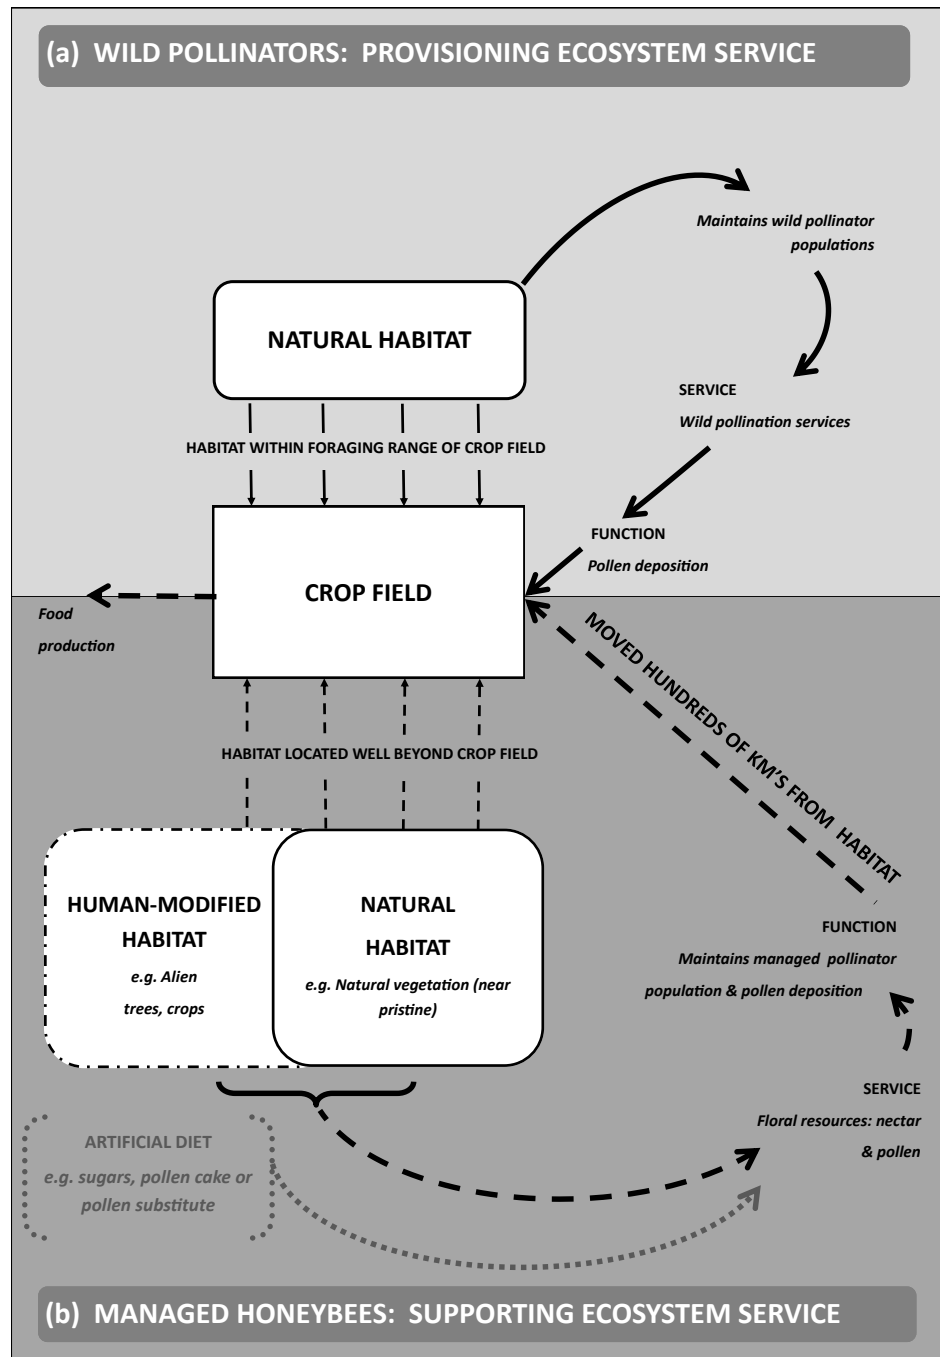 (a) WILD POLLINATORS: PROVISIONING ECOSYSTEM SERVICE
Maintains wild pollinator
populations
NATURAL HABITAT
SERVICE
Wild pollination services
HABITAT WITHIN FORAGING RANGE OF CROP FIELD
FUNCTION
Pollen deposition
CROP FIELD
Food
production
MOVED HUNDREDS OF KM'S FROM HABITAT
HABITAT LOCATED WELL BEYOND CROP FIELD
HUMAN-MODIFIED
HABITAT
e.g. Alien
trees, crops
NATURAL
HABITAT
e.g. Natural vegetation (near
pristine)
FUNCTION
Maintains managed pollinator
population & pollen deposition
SERVICE
Floral resources: nectar
& pollen
ARTIFICIAL DIET
e.g. sugars, pollen cake or
pollen substitute
(b) MANAGED HONEYBEES: SUPPORTING ECOSYSTEM SERVICE